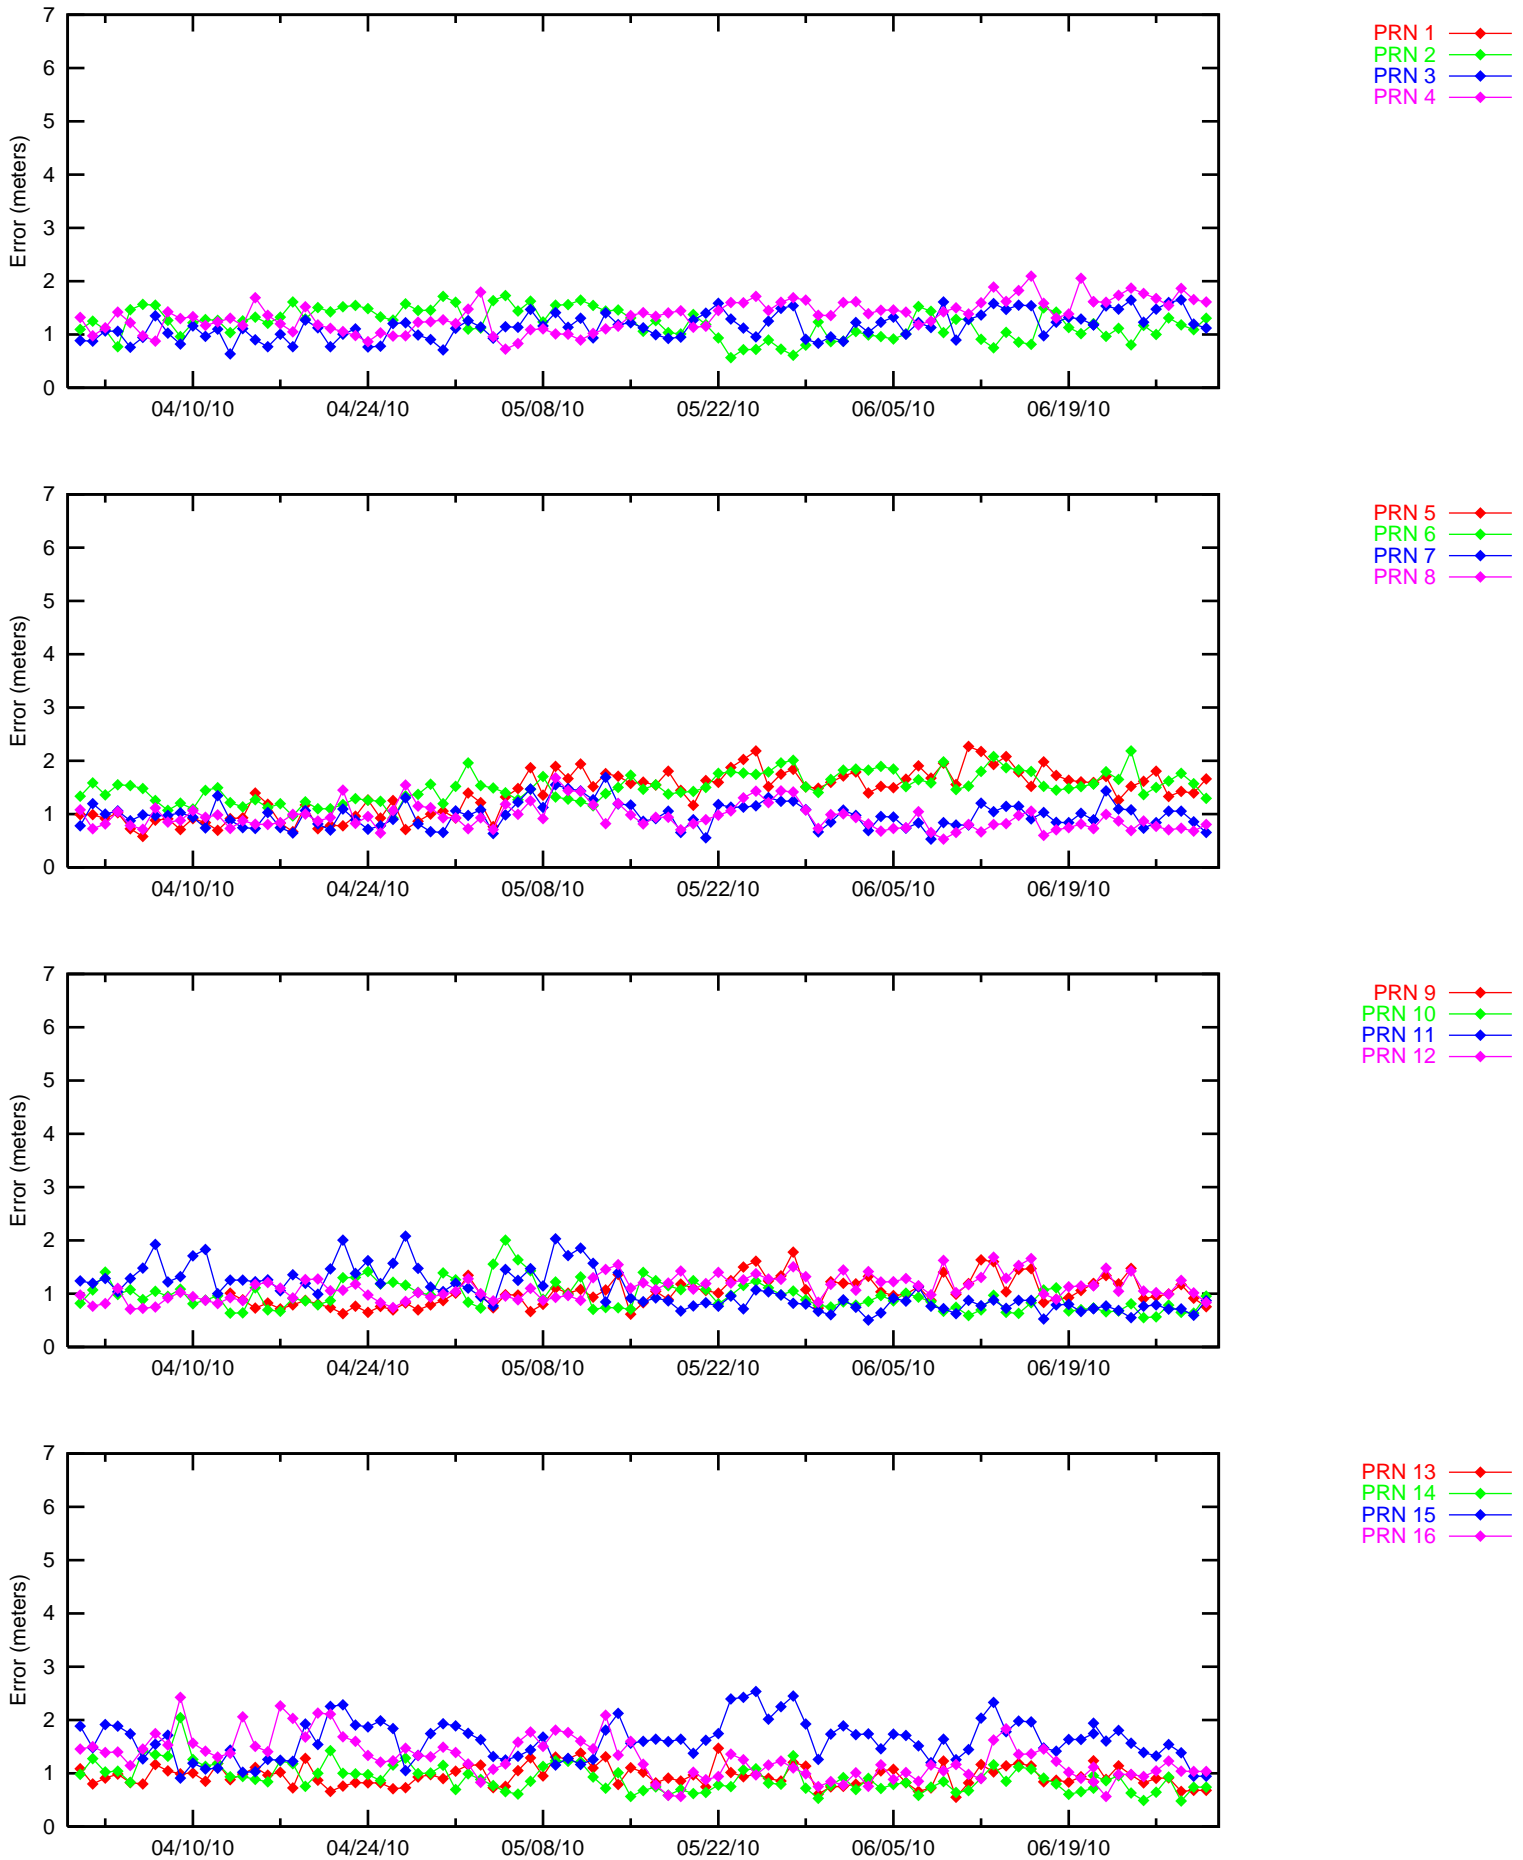 7
6
5
4
3
2
1
0
Error (meters)
04/10/10 04/24/10 05/08/10 05/22/10 06/05/10 06/19/10
PRN 1
PRN 2
PRN 3
PRN 4
7
6
5
4
3
2
1
0
Error (meters)
04/10/10 04/24/10 05/08/10 05/22/10 06/05/10 06/19/10
PRN 5
PRN 6
PRN 7
PRN 8
7
6
5
4
3
2
1
0
Error (meters)
04/10/10 04/24/10 05/08/10 05/22/10 06/05/10 06/19/10
PRN 9
PRN 10
PRN 11
PRN 12
7
6
5
4
3
2
1
0
Error (meters)
04/10/10 04/24/10 05/08/10 05/22/10 06/05/10 06/19/10
PRN 13
PRN 14
PRN 15
PRN 16